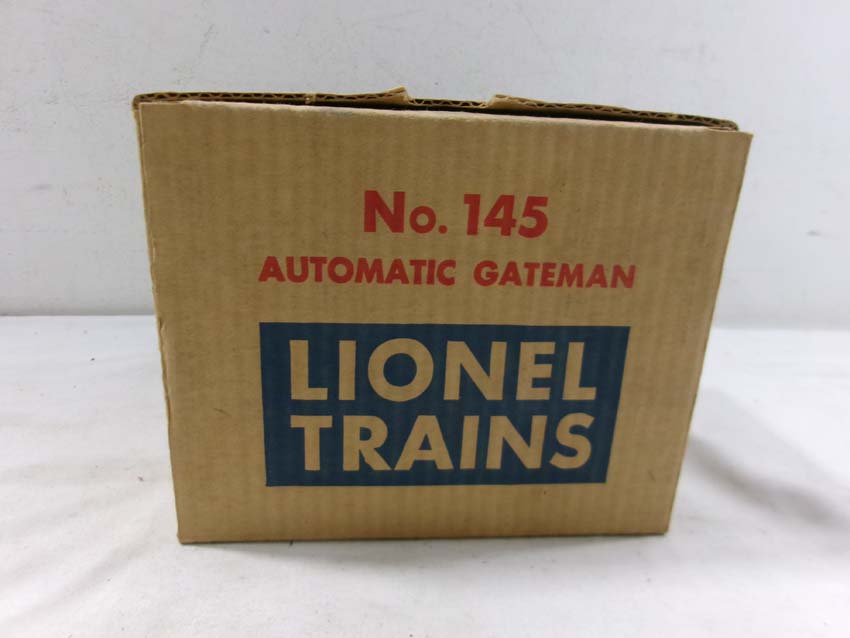 No. 145
AUTOMATIC GATEMAN
LIONEL
TRAINS